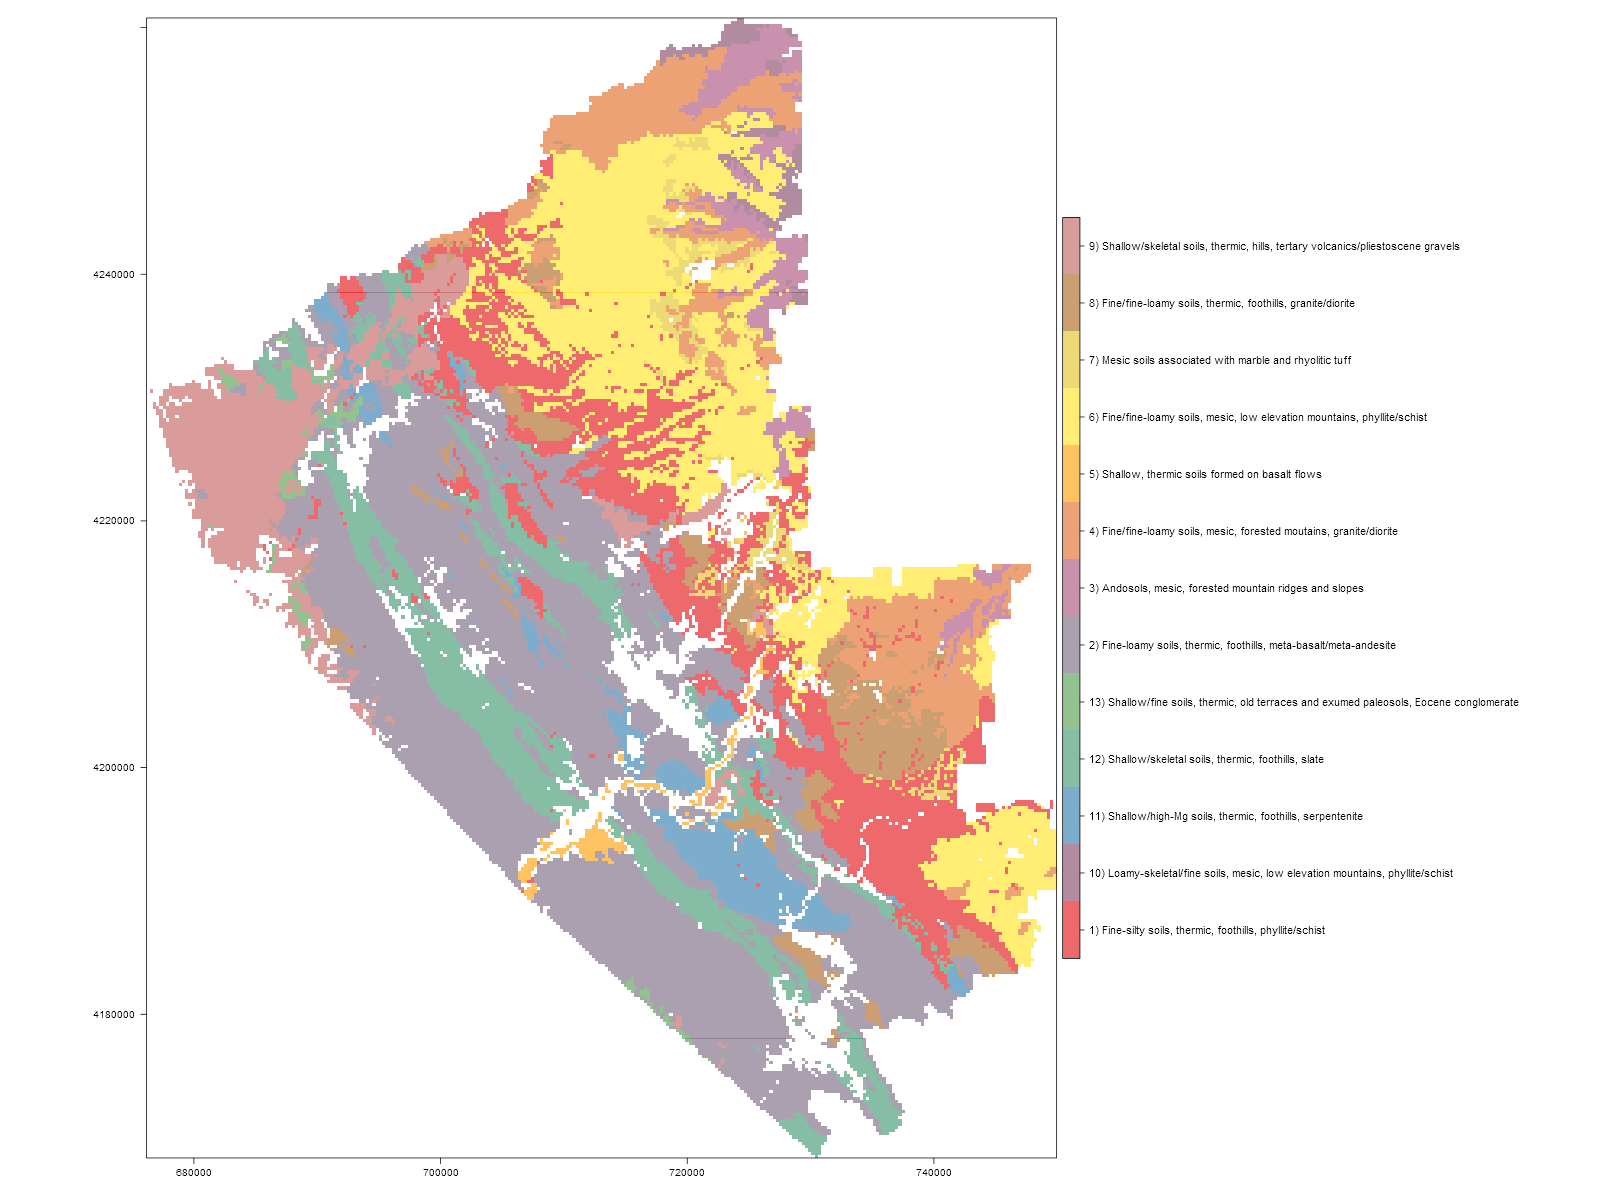 4240000
4220000
4200000
4180000
680000
700000
720000
740000
9) Shallow/skeletal soils, thermic, hills, tertary volcanics/pliestoscene gravels
8) Fine/fine-loamy soils, thermic, foothills, granite/diorite
7) Mesic soils associated with marble and rhyolitic tuff
6) Fine/fine-loamy soils, mesic, low elevation mountains, phyllite/schist
5) Shallow, thermic soils formed on basalt flows
4) Fine/fine-loamy soils, mesic, forested moutains, granite/diorite
3) Andosols, mesic, forested mountain ridges and slopes
2) Fine-loamy soils, thermic, foothills, meta-basalt/meta-andesite
13) Shallow/fine soils, thermic, old terraces and exumed paleosols, Eocene conglomerate
12) Shallow/skeletal soils, thermic, foothills, slate
11) Shallow/high-Mg soils, thermic, foothills, serpentenite
10) Loamy-skeletal/fine soils, mesic, low elevation mountains, phyllite/schist
1) Fine-silty soils, thermic, foothills, phyllite/schist